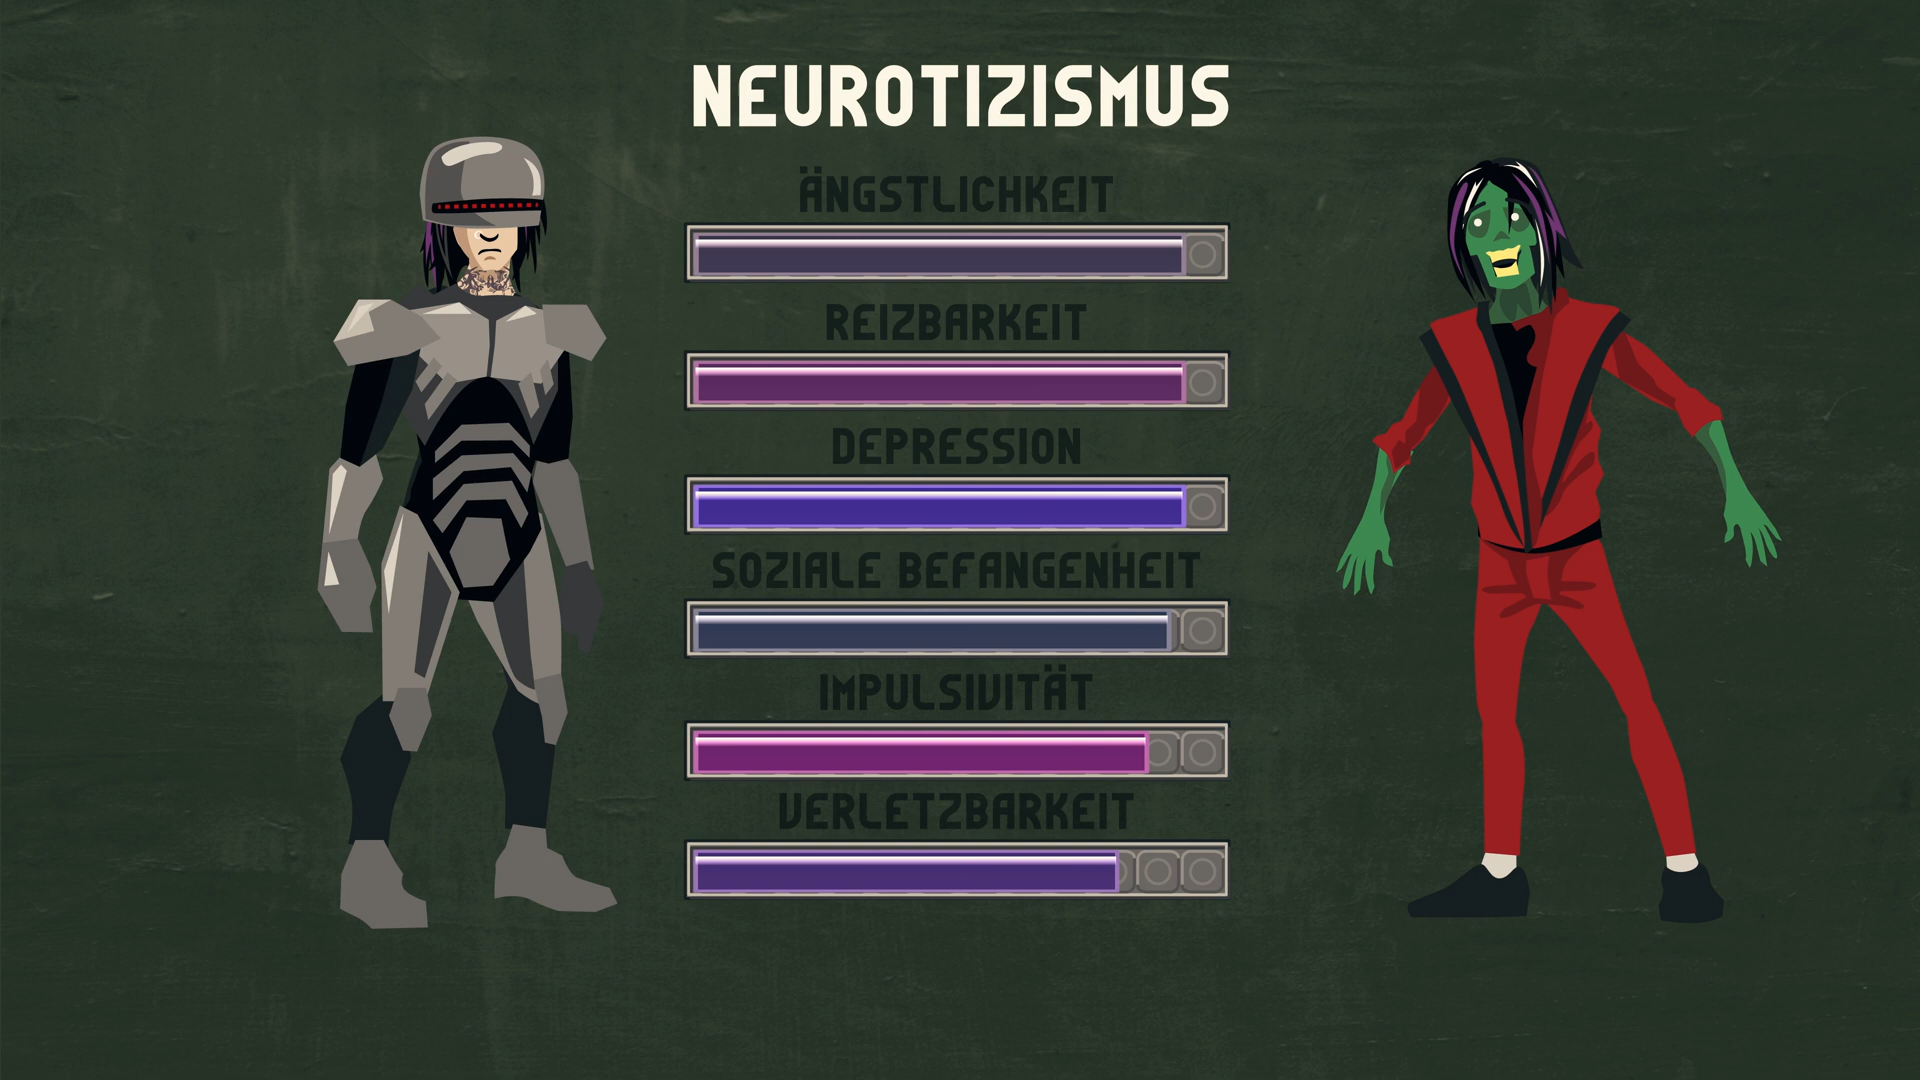 NEUROTIZISMUS
ÄNGSTLICHKEIT
REIZBARKEIT
DEPRESSION
SOZIALE BEFANGENHEIT
IMPULSIVITÄT
VERLETZBARKEIT